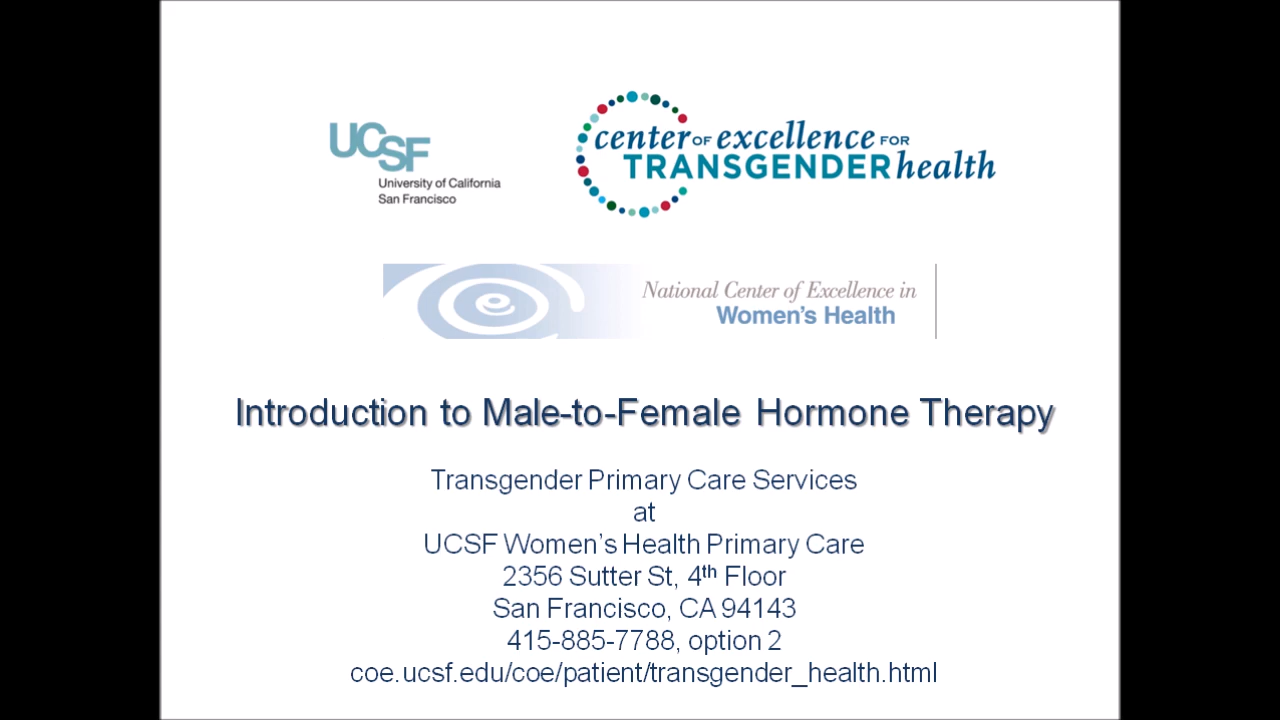 UCSF
University of California
San Francisco
center OF excellence FOR
TRANSGENDER health
National Center of Excellence in
Women's Health
Introduction to Male-to-Female Hormone Therapy
Transgender Primary Care Services
at
UCSF Women's Health Primary Care
2356 Sutter St, 4th Floor
San Francisco, CA 94143
415-885-7788, option 2
coe.ucsf.edu/coe/patient/transgender_health.html